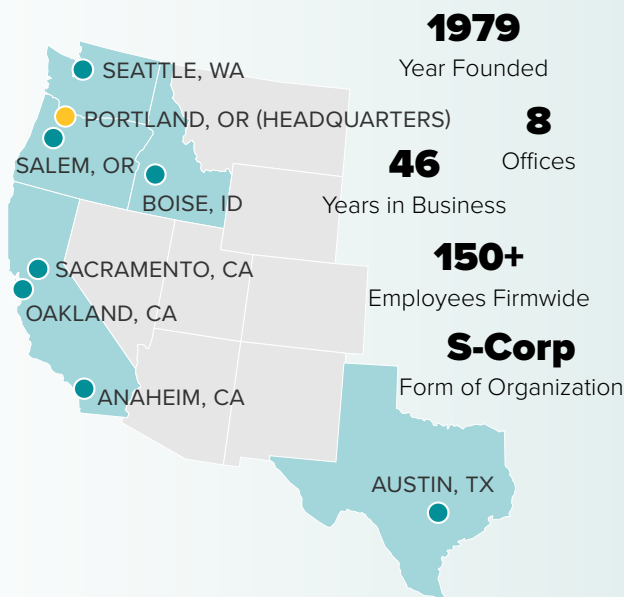 1979
Year Founded
SEATTLE, WA
PORTLAND, OR (HEADQUARTERS)
8
Offices
SALEM, OR
46
Years in Business
BOISE, ID
150+
Employees Firmwide
SACRAMENTO, CA
OAKLAND, CA
S-Corp
Form of Organization
ANAHEIM, CA
AUSTIN, TX